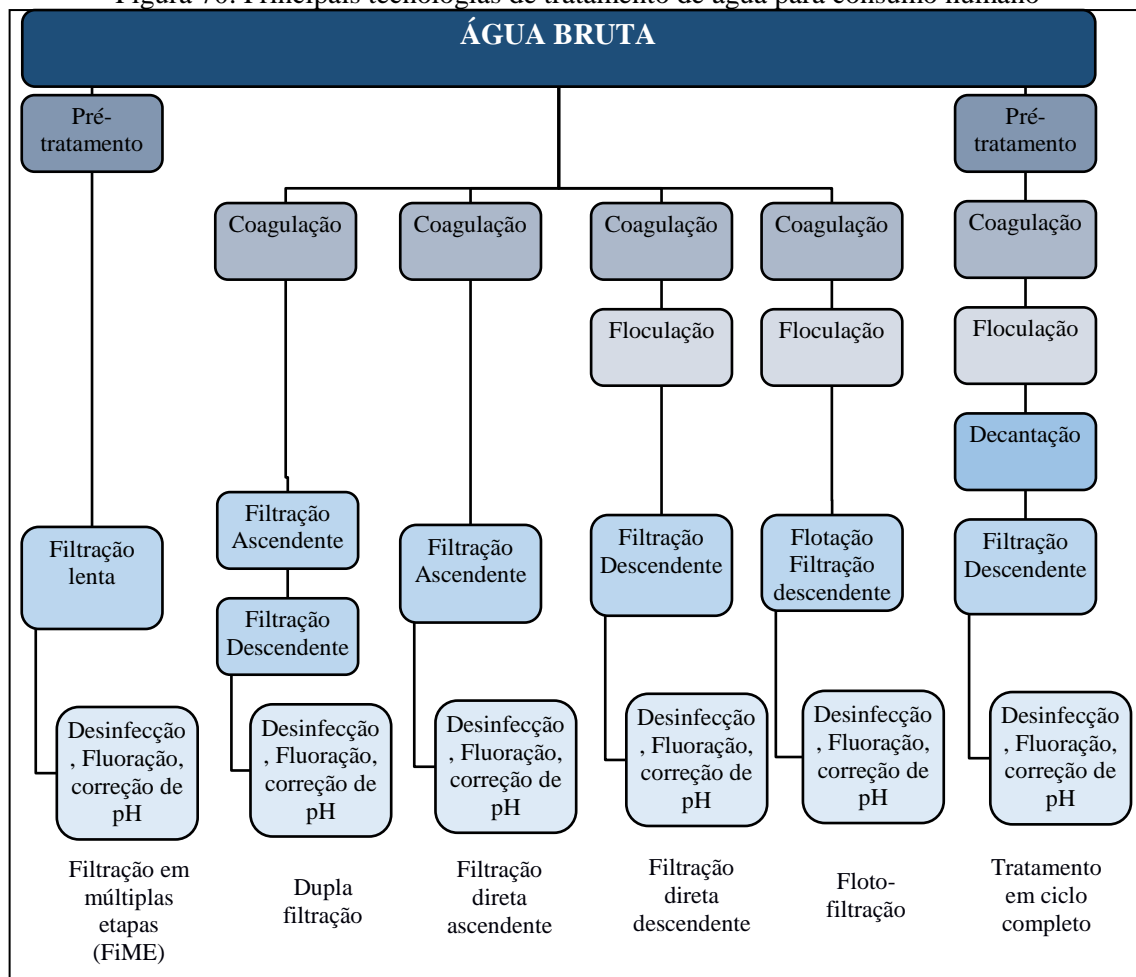 Figura 70: Principais tecnologias de tratamento de água para consumo humano
ÁGUA BRUTA
Pré-
tratamento
Pré-
tratamento
Coagulação
Coagulação
Coagulação
Coagulação
Coagulação
Floculação
Floculação
Floculação
Decantação
Filtração
lenta
Filtração
Ascendente
Filtração
Descendente
Filtração
Ascendente
Filtração
Descendente
Flotação
Filtração
descendente
Filtração
Descendente
Desinfecção
, Fluoração,
correção de
pH
Desinfecção
, Fluoração,
correção de
pH
Desinfecção
, Fluoração,
correção de
pH
Desinfecção
, Fluoração,
correção de
pH
Desinfecção
, Fluoração,
correção de
pH
Desinfecção
, Fluoração,
correção de
pH
Filtração em
múltiplas
etapas
(FiME)
Dupla
filtração
Filtração
direta
ascendente
Filtração
direta
descendente
Floto-
filtração
Tratamento
em ciclo
completo